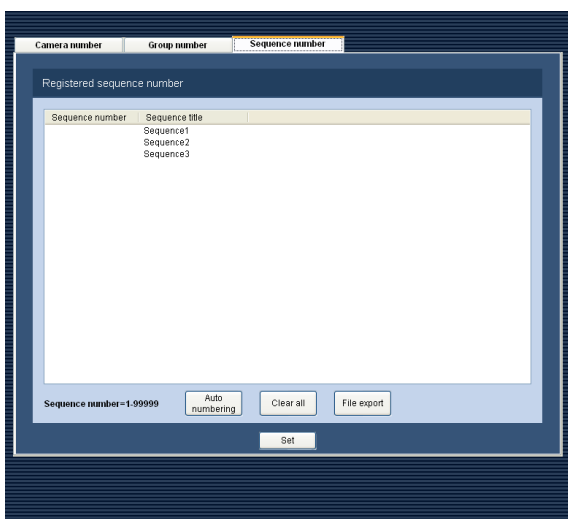 Camera number Group number Sequence number
Registered sequence number
Sequence number Sequence title
Sequence1
Sequence2
Sequence3
Sequence number=1-99999
Auto
numbering
Clear all
File export
Set